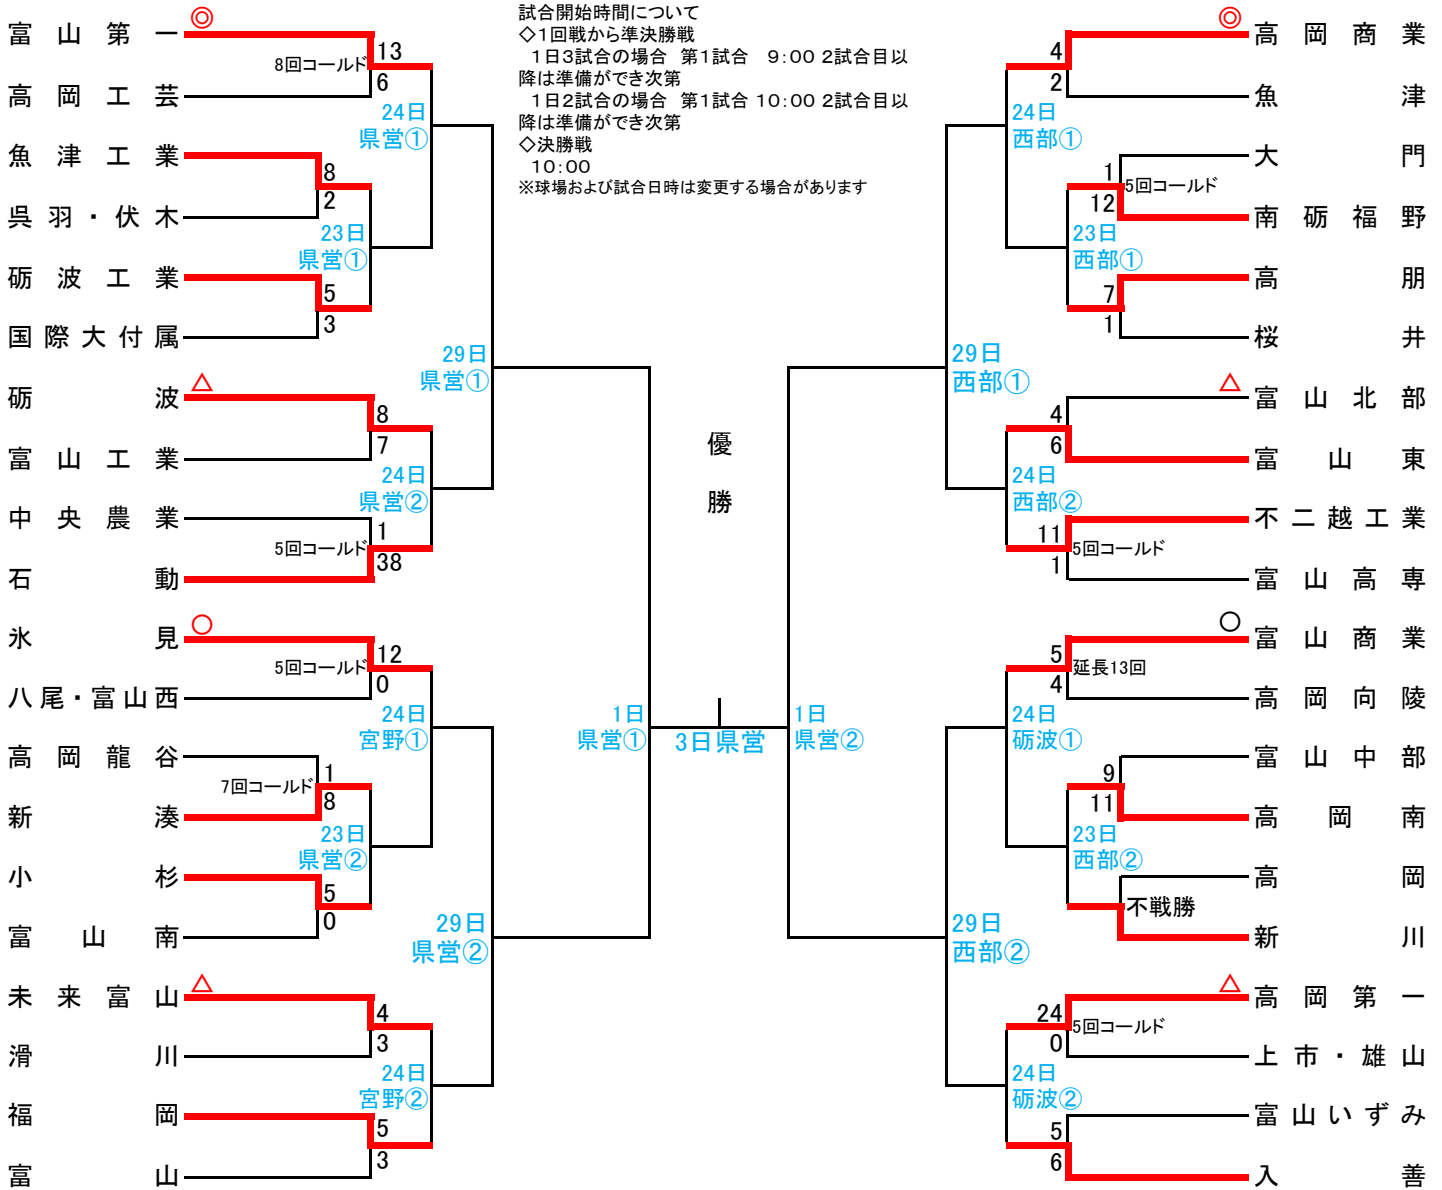 試合開始時間について
◇1回戦から準決勝戦
1日3試合の場合 第1試合 9:00 2試合目以
降は準備ができ次第
1日2試合の場合 第1試合 10:00 2試合目以
降は準備ができ次第
◇決勝戦
10:00
※球場および試合日時は変更する場合があります
◎
富山第一
13
8回コールド
6
高岡工芸
24日
県営①
魚津工業
8
2
呉羽・伏木
23日
県営①
砺波工業
5
3
国際大付属
29日
県営①
△
砺波
8
7
富山工業
24日
県営②
中央農業
1
5回コールド
38
石動
○
氷見
12
5回コールド
0
八尾・富山西
24日
宮野①
高岡龍谷
1
7回コールド
8
新湊
23日
県営②
小杉
5
0
富山南
29日
県営②
△
未来富山
4
3
滑川
24日
宮野②
福岡
5
3
富山
1日
県営①
優
勝
3日県営
1日
県営②
◎
高岡商業
4
2
魚津
24日
西部①
大門
1
5回コールド
12
南砺福野
23日
西部①
高朋
7
1
桜井
29日
西部①
△
富山北部
4
6
富山東
24日
西部②
不二越工業
11
5回コールド
1
富山高専
○
富山商業
5
延長13回
4
高岡向陵
24日
砺波①
富山中部
9
11
高岡南
23日
西部②
高岡
不戦勝
新川
29日
西部②
△
高岡第一
24
5回コールド
0
上市・雄山
24日
砺波②
富山いずみ
5
6
入善